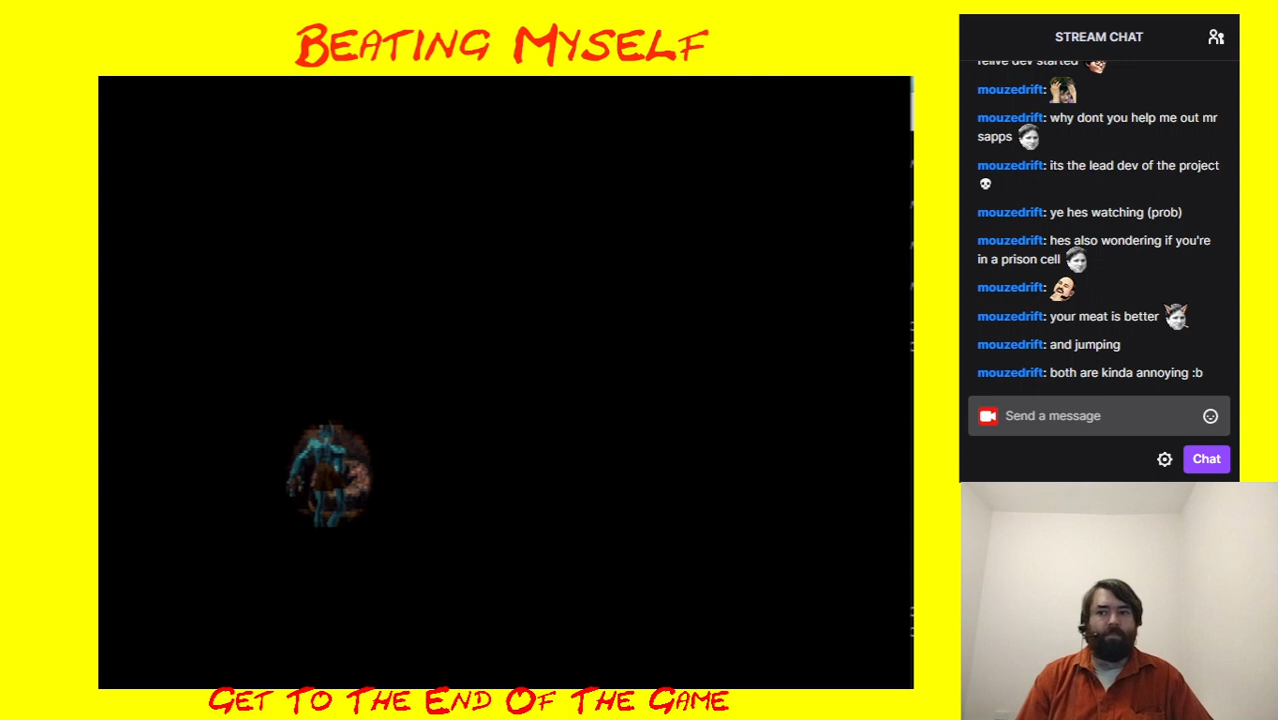 BEATING MYSELF
STREAM CHAT
relive dev started
mouzedrift:
mouzedrift: why dont you help me out mr
sapps
mouzedrift: its the lead dev of the project
mouzedrift: ye hes watching (prob)
mouzedrift: hes also wondering if you're
in a prison cell
mouzedrift:
mouzedrift: your meat is better
mouzedrift: and jumping
mouzedrift: both are kinda annoying :b
Send a message
Chat
GET TO THE END OF THE GAME